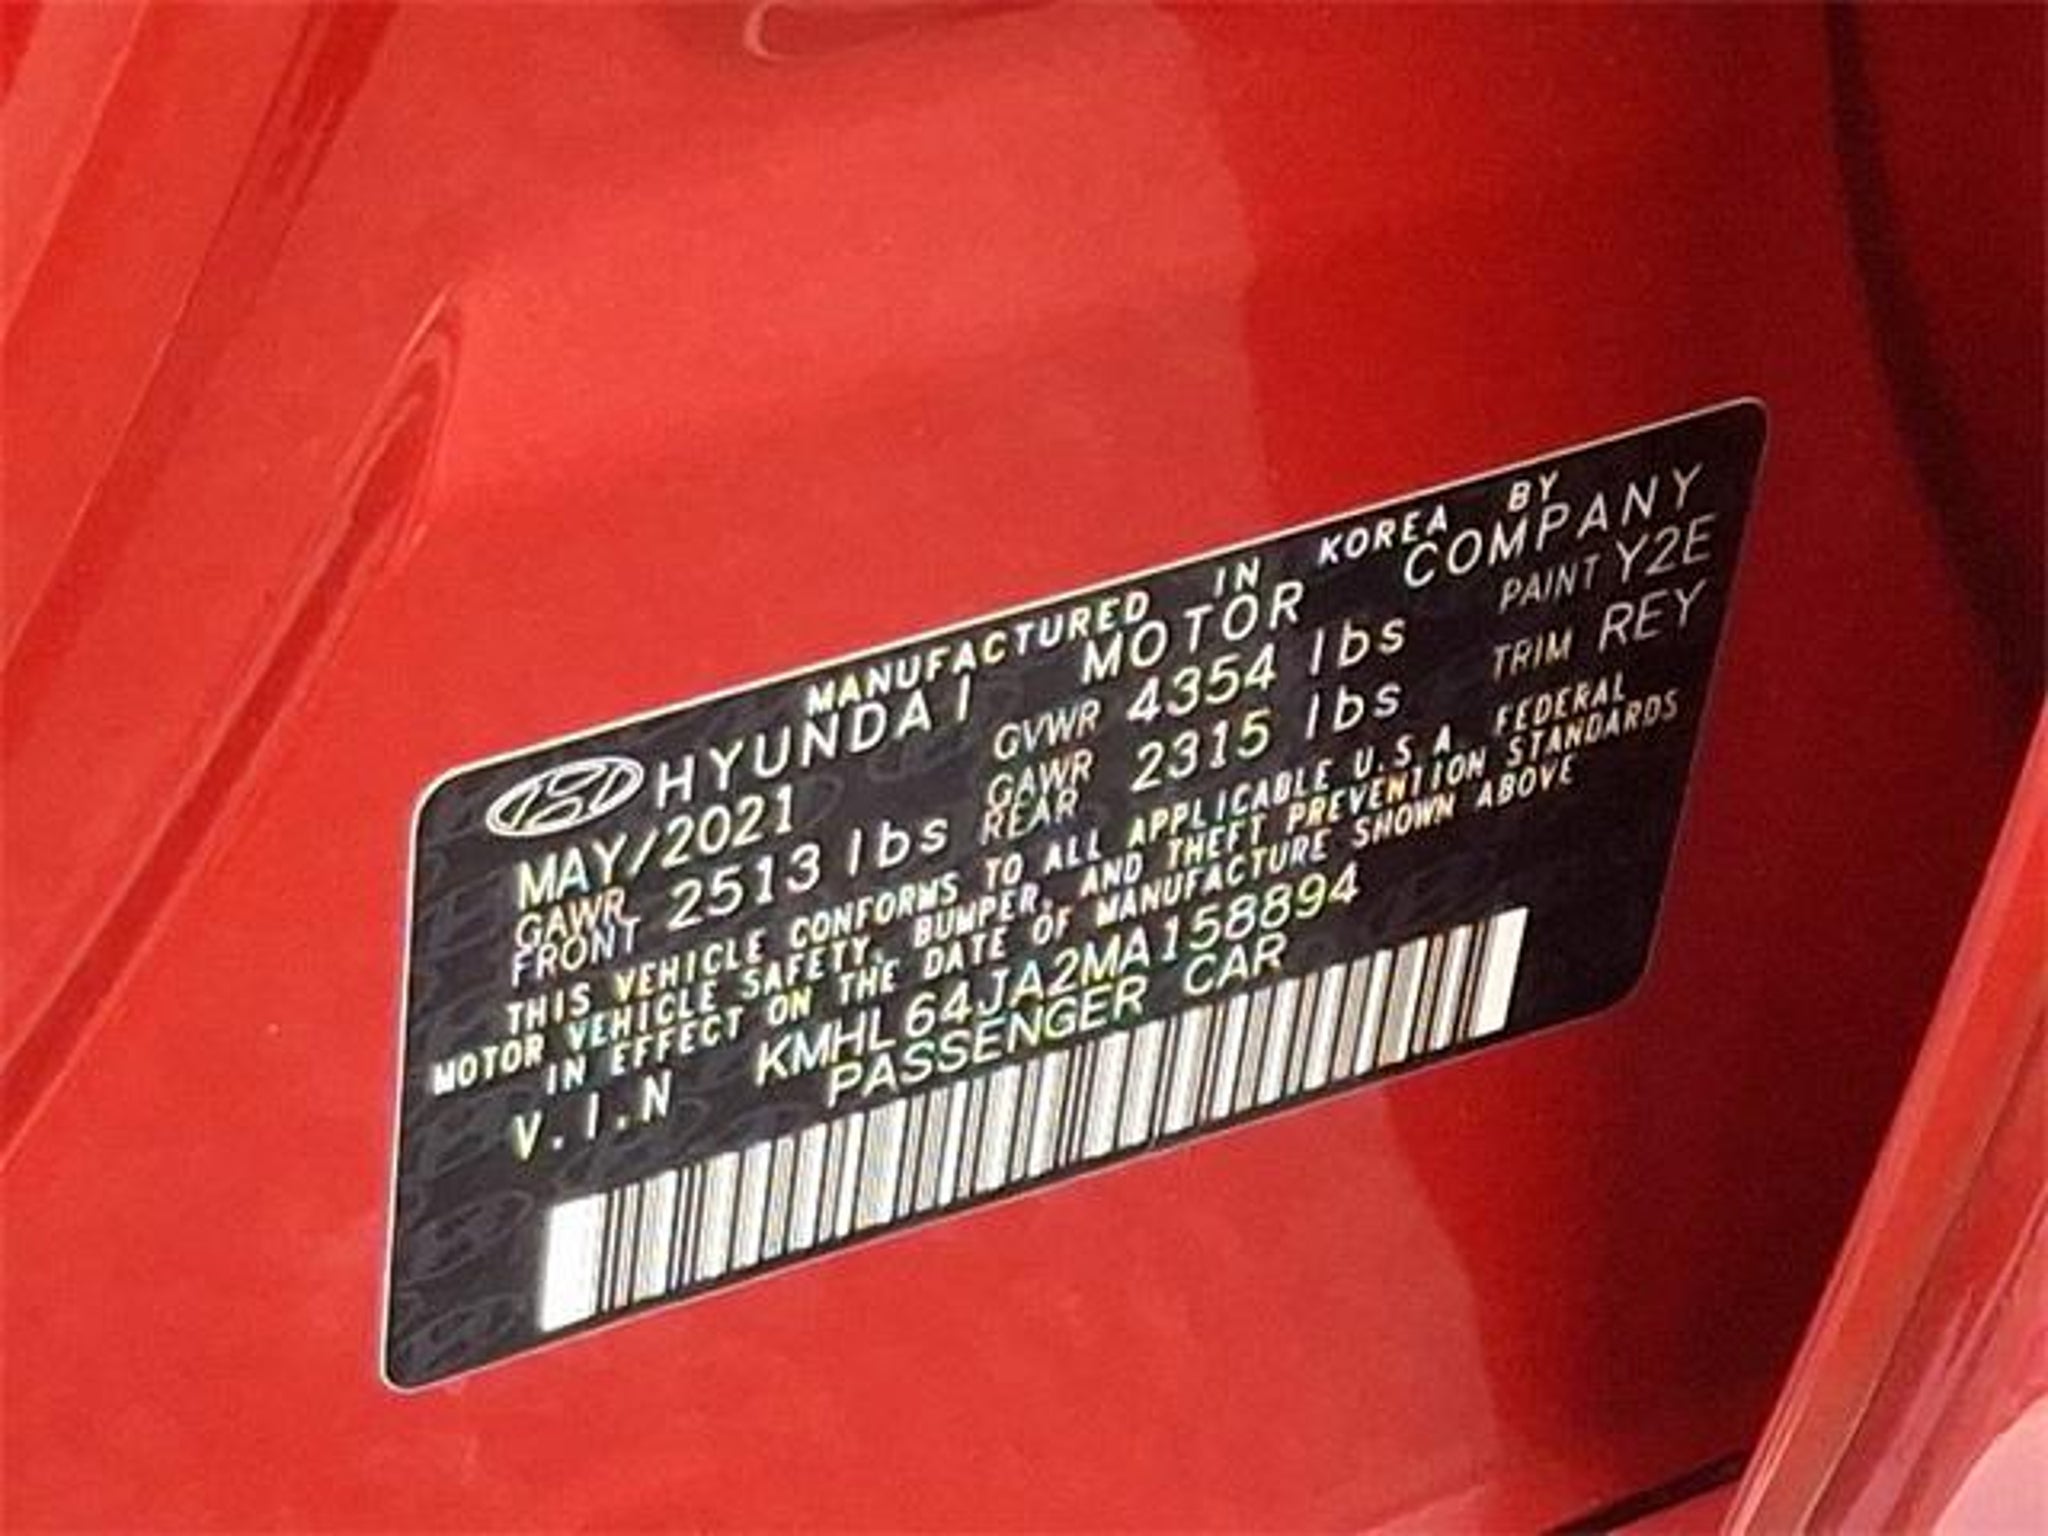 MANUFACTURED IN KOREA BY
HYUNDAI MOTOR COMPANY
MAY/2021 GVWR 4354 lbs PAINT Y2E
GAWR FRONT 2513 lbs GAWR REAR 2315 lbs TRIM REY
THIS VEHICLE CONFORMS TO ALL APPLICABLE U.S.A. FEDERAL
MOTOR VEHICLE SAFETY, BUMPER, AND THEFT PREVENTION STANDARDS
IN EFFECT ON THE DATE OF MANUFACTURE SHOWN ABOVE
V.I.N KMHL64JA2MA158894
PASSENGER CAR